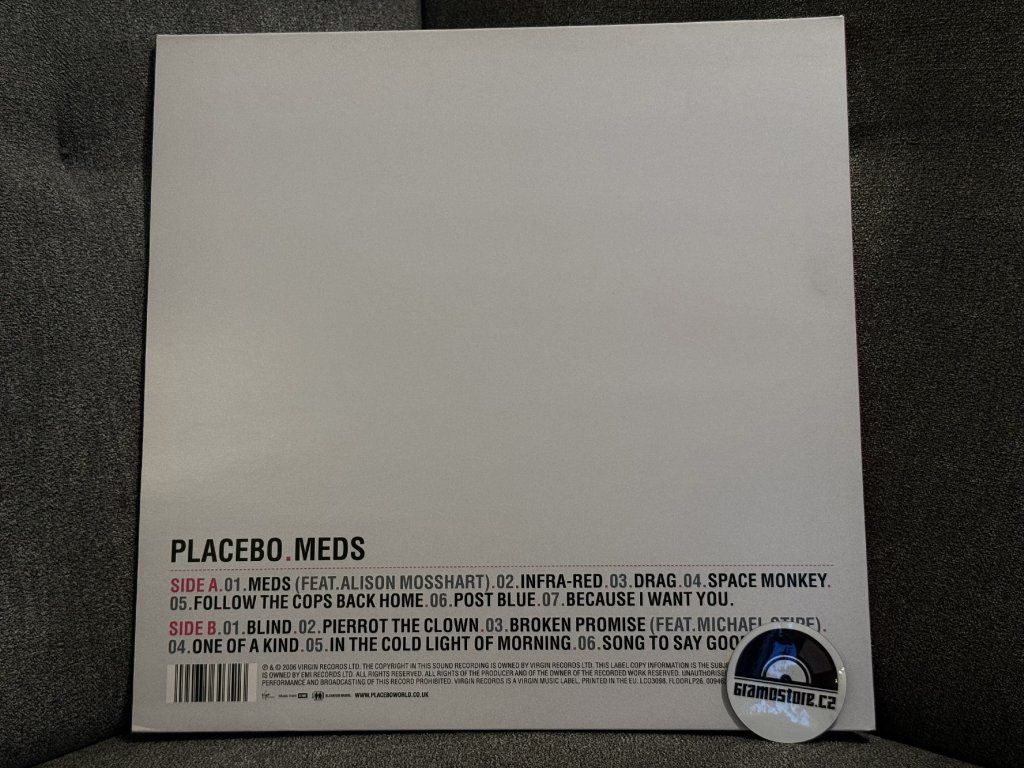 PLACEBO.MEDS
SIDE A.01.MEDS (FEAT.ALISON MOSSHART).02.INFRA-RED.03.DRAG.04.SPACE MONKEY.
05.FOLLOW THE COPS BACK HOME.06.POST BLUE.07.BECAUSE I WANT YOU.
SIDE B.01.BLIND.02.PIERROT THE CLOWN.03.BROKEN PROMISE (FEAT.MICHAEL STIPE).
04.ONE OF A KIND.05.IN THE COLD LIGHT OF MORNING.06.SONG TO SAY
℗ & © 2006 VIRGIN RECORDS LTD. THE COPYRIGHT IN THIS SOUND RECORDING IS OWNED BY VIRGIN RECORDS LTD. THIS LABEL COPY INFORMATION IS THE
IS OWNED BY EMI RECORDS LTD. ALL RIGHTS RESERVED. ALL RIGHTS OF THE PRODUCER AND OF THE OWNER OF THE RECORDED WORK RESERVED.
PERFORMANCE AND BROADCASTING OF THIS RECORD PROHIBITED. VIRGIN RECORDS IS A VIRGIN MUSIC LABEL. PRINTED IN THE EU. LC03098. FLOORLP26.
WWW.PLACEBOWORLD.CO.UK
Gramostore.cz